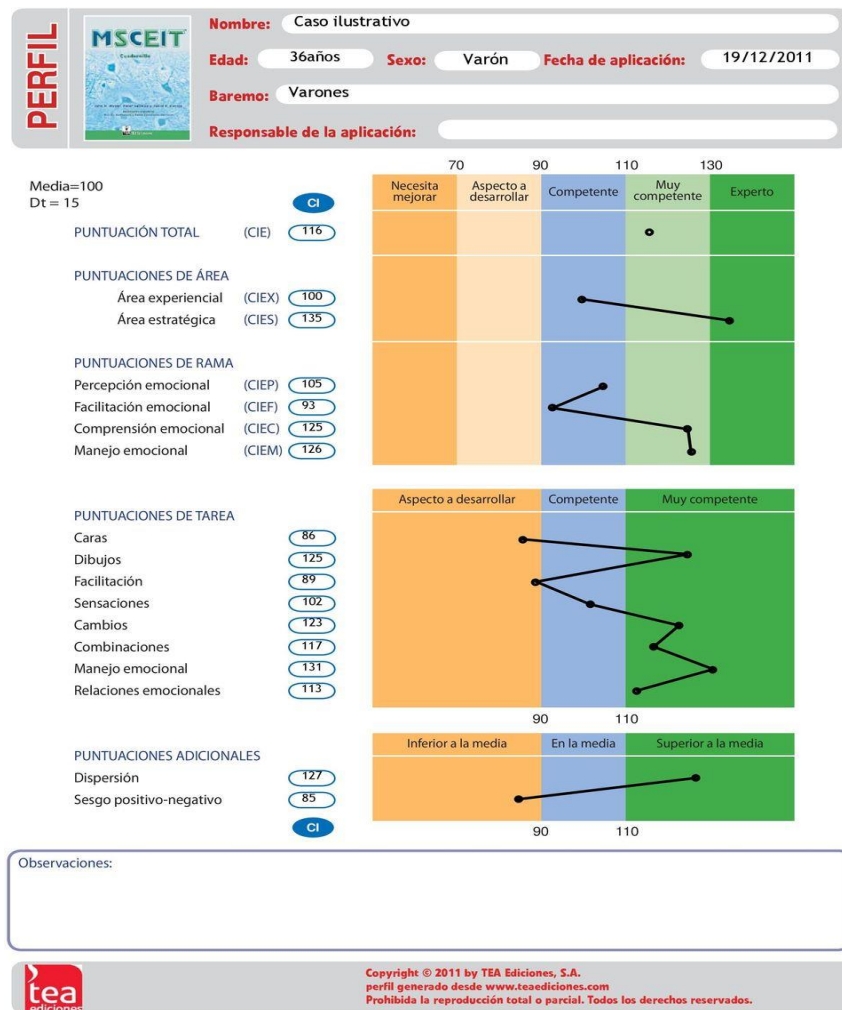 PERFIL
MSCEIT
Cuadernillo
Nombre: Caso ilustrativo
Edad: 36años Sexo: Varón Fecha de aplicación: 19/12/2011
Baremo: Varones
Responsable de la aplicación:
70 90 110 130
Media=100
Dt = 15
CI
Necesita mejorar Aspecto a desarrollar Competente Muy competente Experto
PUNTUACIÓN TOTAL (CIE) 116
PUNTUACIONES DE ÁREA
Área experiencial (CIEX) 100
Área estratégica (CIES) 135
PUNTUACIONES DE RAMA
Percepción emocional (CIEP) 105
Facilitación emocional (CIEF) 93
Comprensión emocional (CIEC) 125
Manejo emocional (CIEM) 126
Aspecto a desarrollar Competente Muy competente
PUNTUACIONES DE TAREA
Caras 86
Dibujos 125
Facilitación 89
Sensaciones 102
Cambios 123
Combinaciones 117
Manejo emocional 131
Relaciones emocionales 113
90 110
Inferior a la media En la media Superior a la media
PUNTUACIONES ADICIONALES
Dispersión 127
Sesgo positivo-negativo 85
CI
90 110
Observaciones:
tea
ediciones
Copyright © 2011 by TEA Ediciones, S.A.
perfil generado desde www.teaediciones.com
Prohibida la reproducción total o parcial. Todos los derechos reservados.